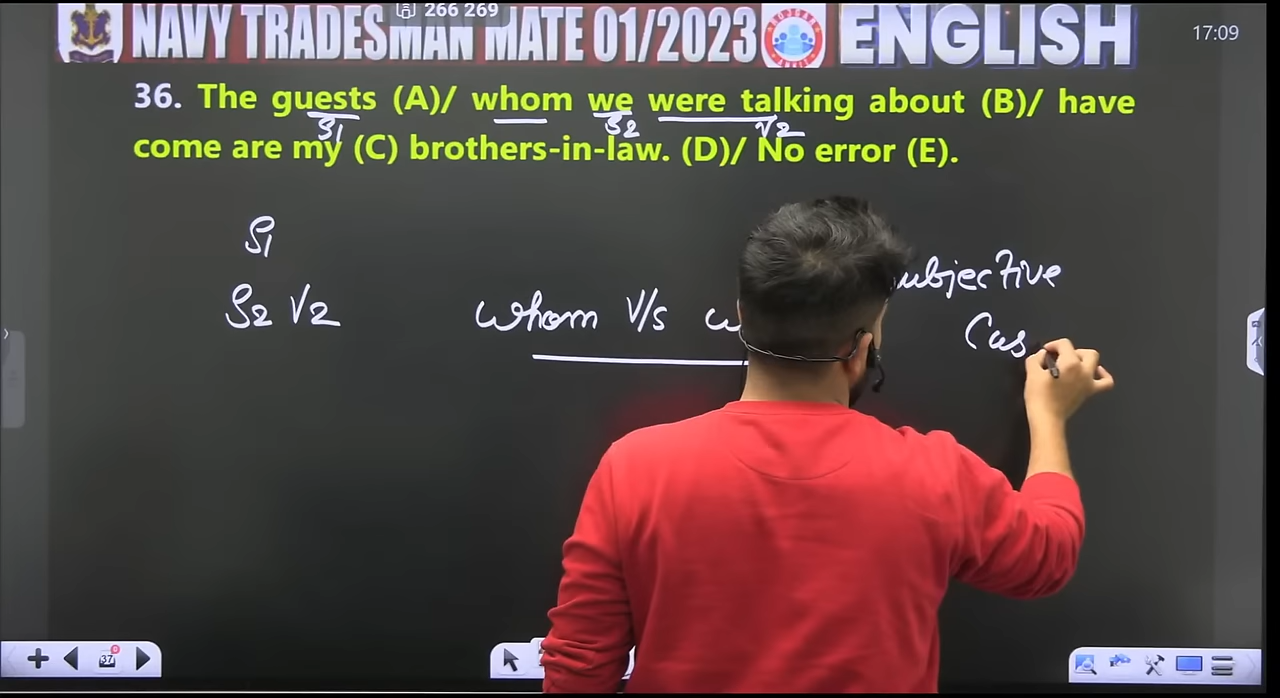 266 269
NAVY TRADESMAN MATE 01/2023 ENGLISH
17:09
36. The guests (A)/ whom we were talking about (B)/ have
S1 S2 V2
come are my (C) brothers-in-law. (D)/ No error (E).
S1
S2 V2
whom V/s
ubjective
Cas
37